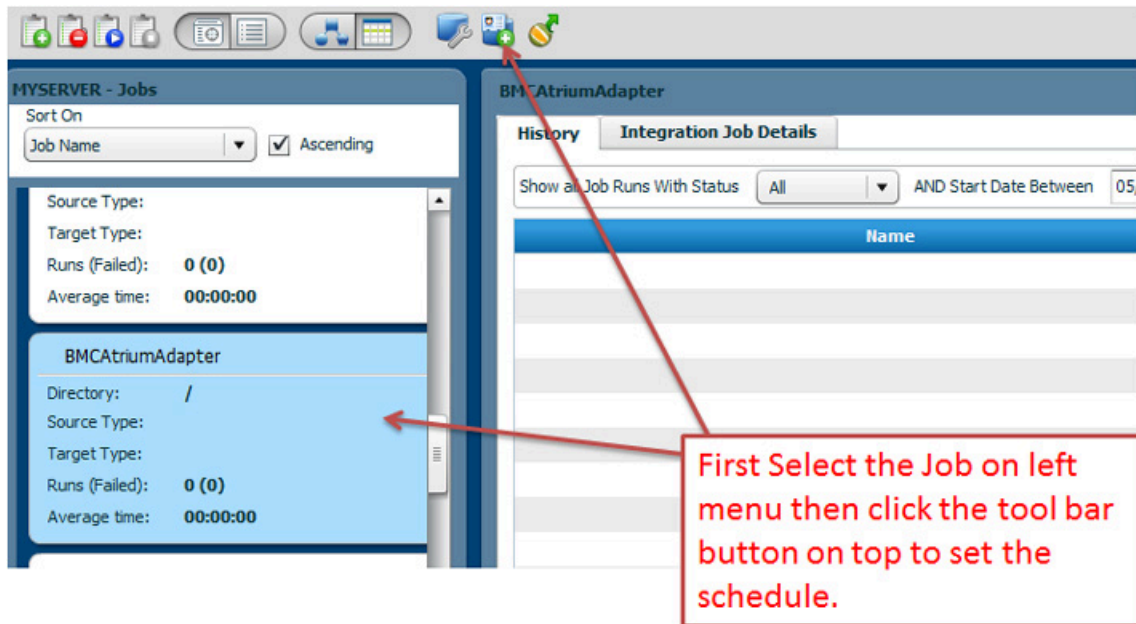 MYSERVER - Jobs
Sort On
Job Name
Ascending
Source Type:
Target Type:
Runs (Failed): 0 (0)
Average time: 00:00:00
BMCAtriumAdapter
Directory: /
Source Type:
Target Type:
Runs (Failed): 0 (0)
Average time: 00:00:00
BMCAtriumAdapter
History Integration Job Details
Show all Job Runs With Status All AND Start Date Between 05/
Name
First Select the Job on left
menu then click the tool bar
button on top to set the
schedule.